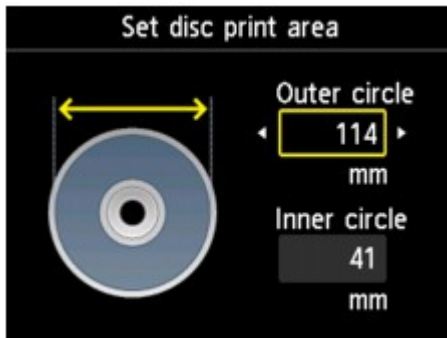 Set disc print area
Outer circle
114
mm
Inner circle
41
mm